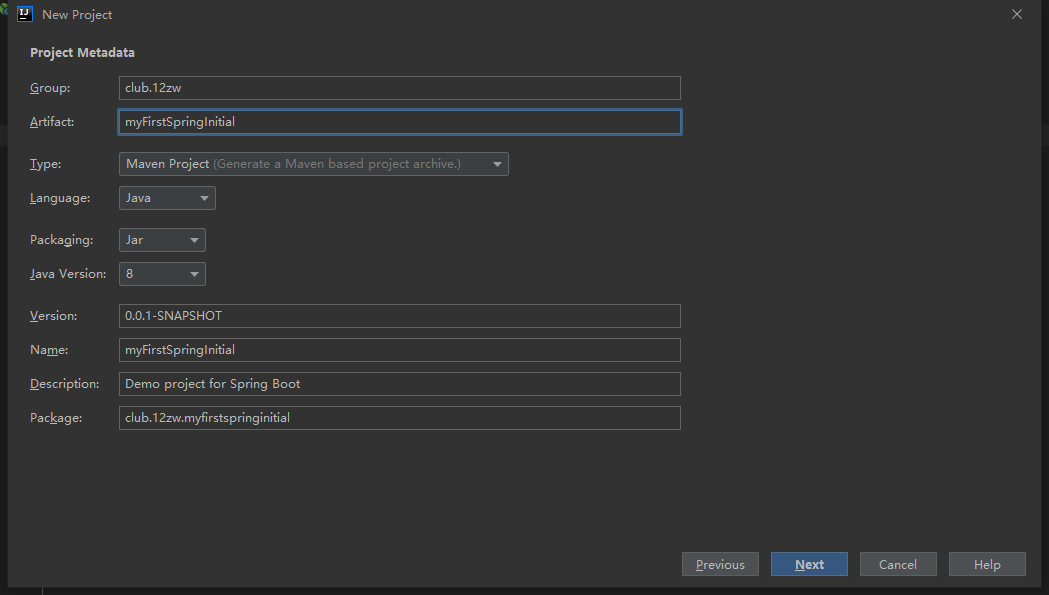 New Project
Project Metadata
Group: club.12zw
Artifact: myFirstSpringInitial
Type: Maven Project (Generate a Maven based project archive.)
Language: Java
Packaging: Jar
Java Version: 8
Version: 0.0.1-SNAPSHOT
Name: myFirstSpringInitial
Description: Demo project for Spring Boot
Package: club.12zw.myfirstspringinitial
Previous Next Cancel Help